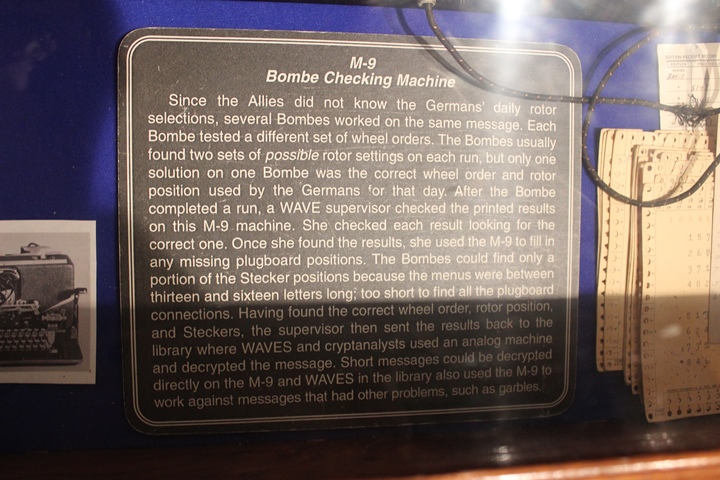 M-9
Bombe Checking Machine
Since the Allies did not know the Germans' daily rotor
selections, several Bombes worked on the same message. Each
Bombe tested a different set of wheel orders. The Bombes usually
found two sets of possible rotor settings on each run, but only one
solution on one Bombe was the correct wheel order and rotor
position used by the Germans for that day. After the Bombe
completed a run, a WAVE supervisor checked the printed results
on this M-9 machine. She checked each result looking for the
correct one. Once she found the results, she used the M-9 to fill in
any missing plugboard positions. The Bombes could find only a
portion of the Stecker positions because the menus were between
thirteen and sixteen letters long; too short to find all the plugboard
connections. Having found the correct wheel order, rotor position,
and Steckers, the supervisor then sent the results back to the
library where WAVES and cryptanalysts used an analog machine
and decrypted the message. Short messages could be decrypted
directly on the M-9 and WAVES in the library also used the M-9 to
work against messages that had other problems, such as garbles.